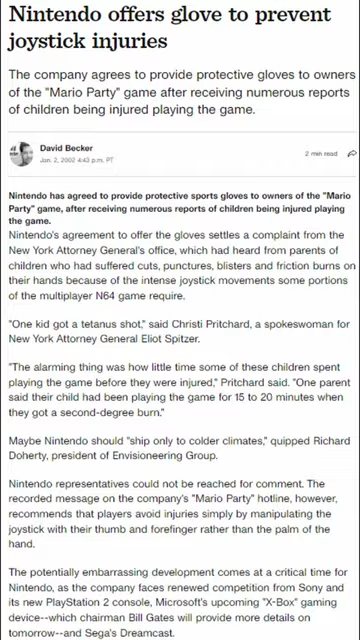 Nintendo offers glove to prevent
joystick injuries
The company agrees to provide protective gloves to owners
of the "Mario Party" game after receiving numerous reports
of children being injured playing the game.
David Becker
Jan. 2, 2002 4:43 p.m. PT
2 min read
Nintendo has agreed to provide protective sports gloves to owners of the "Mario
Party" game, after receiving numerous reports of children being injured playing
the game.
Nintendo's agreement to offer the gloves settles a complaint from the
New York Attorney General's office, which had heard from parents of
children who had suffered cuts, punctures, blisters and friction burns on
their hands because of the intense joystick movements some portions
of the multiplayer N64 game require.
"One kid got a tetanus shot," said Christi Pritchard, a spokeswoman for
New York Attorney General Eliot Spitzer.
"The alarming thing was how little time some of these children spent
playing the game before they were injured," Pritchard said. "One parent
said their child had been playing the game for 15 to 20 minutes when
they got a second-degree burn."
Maybe Nintendo should "ship only to colder climates," quipped Richard
Doherty, president of Envisioneering Group.
Nintendo representatives could not be reached for comment. The
recorded message on the company's "Mario Party" hotline, however,
recommends that players avoid injuries simply by manipulating the
joystick with their thumb and forefinger rather than the palm of the
hand.
The potentially embarrassing development comes at a critical time for
Nintendo, as the company faces renewed competition from Sony and
its new PlayStation 2 console, Microsoft's upcoming "X-Box" gaming
device--which chairman Bill Gates will provide more details on
tomorrow--and Sega's Dreamcast.